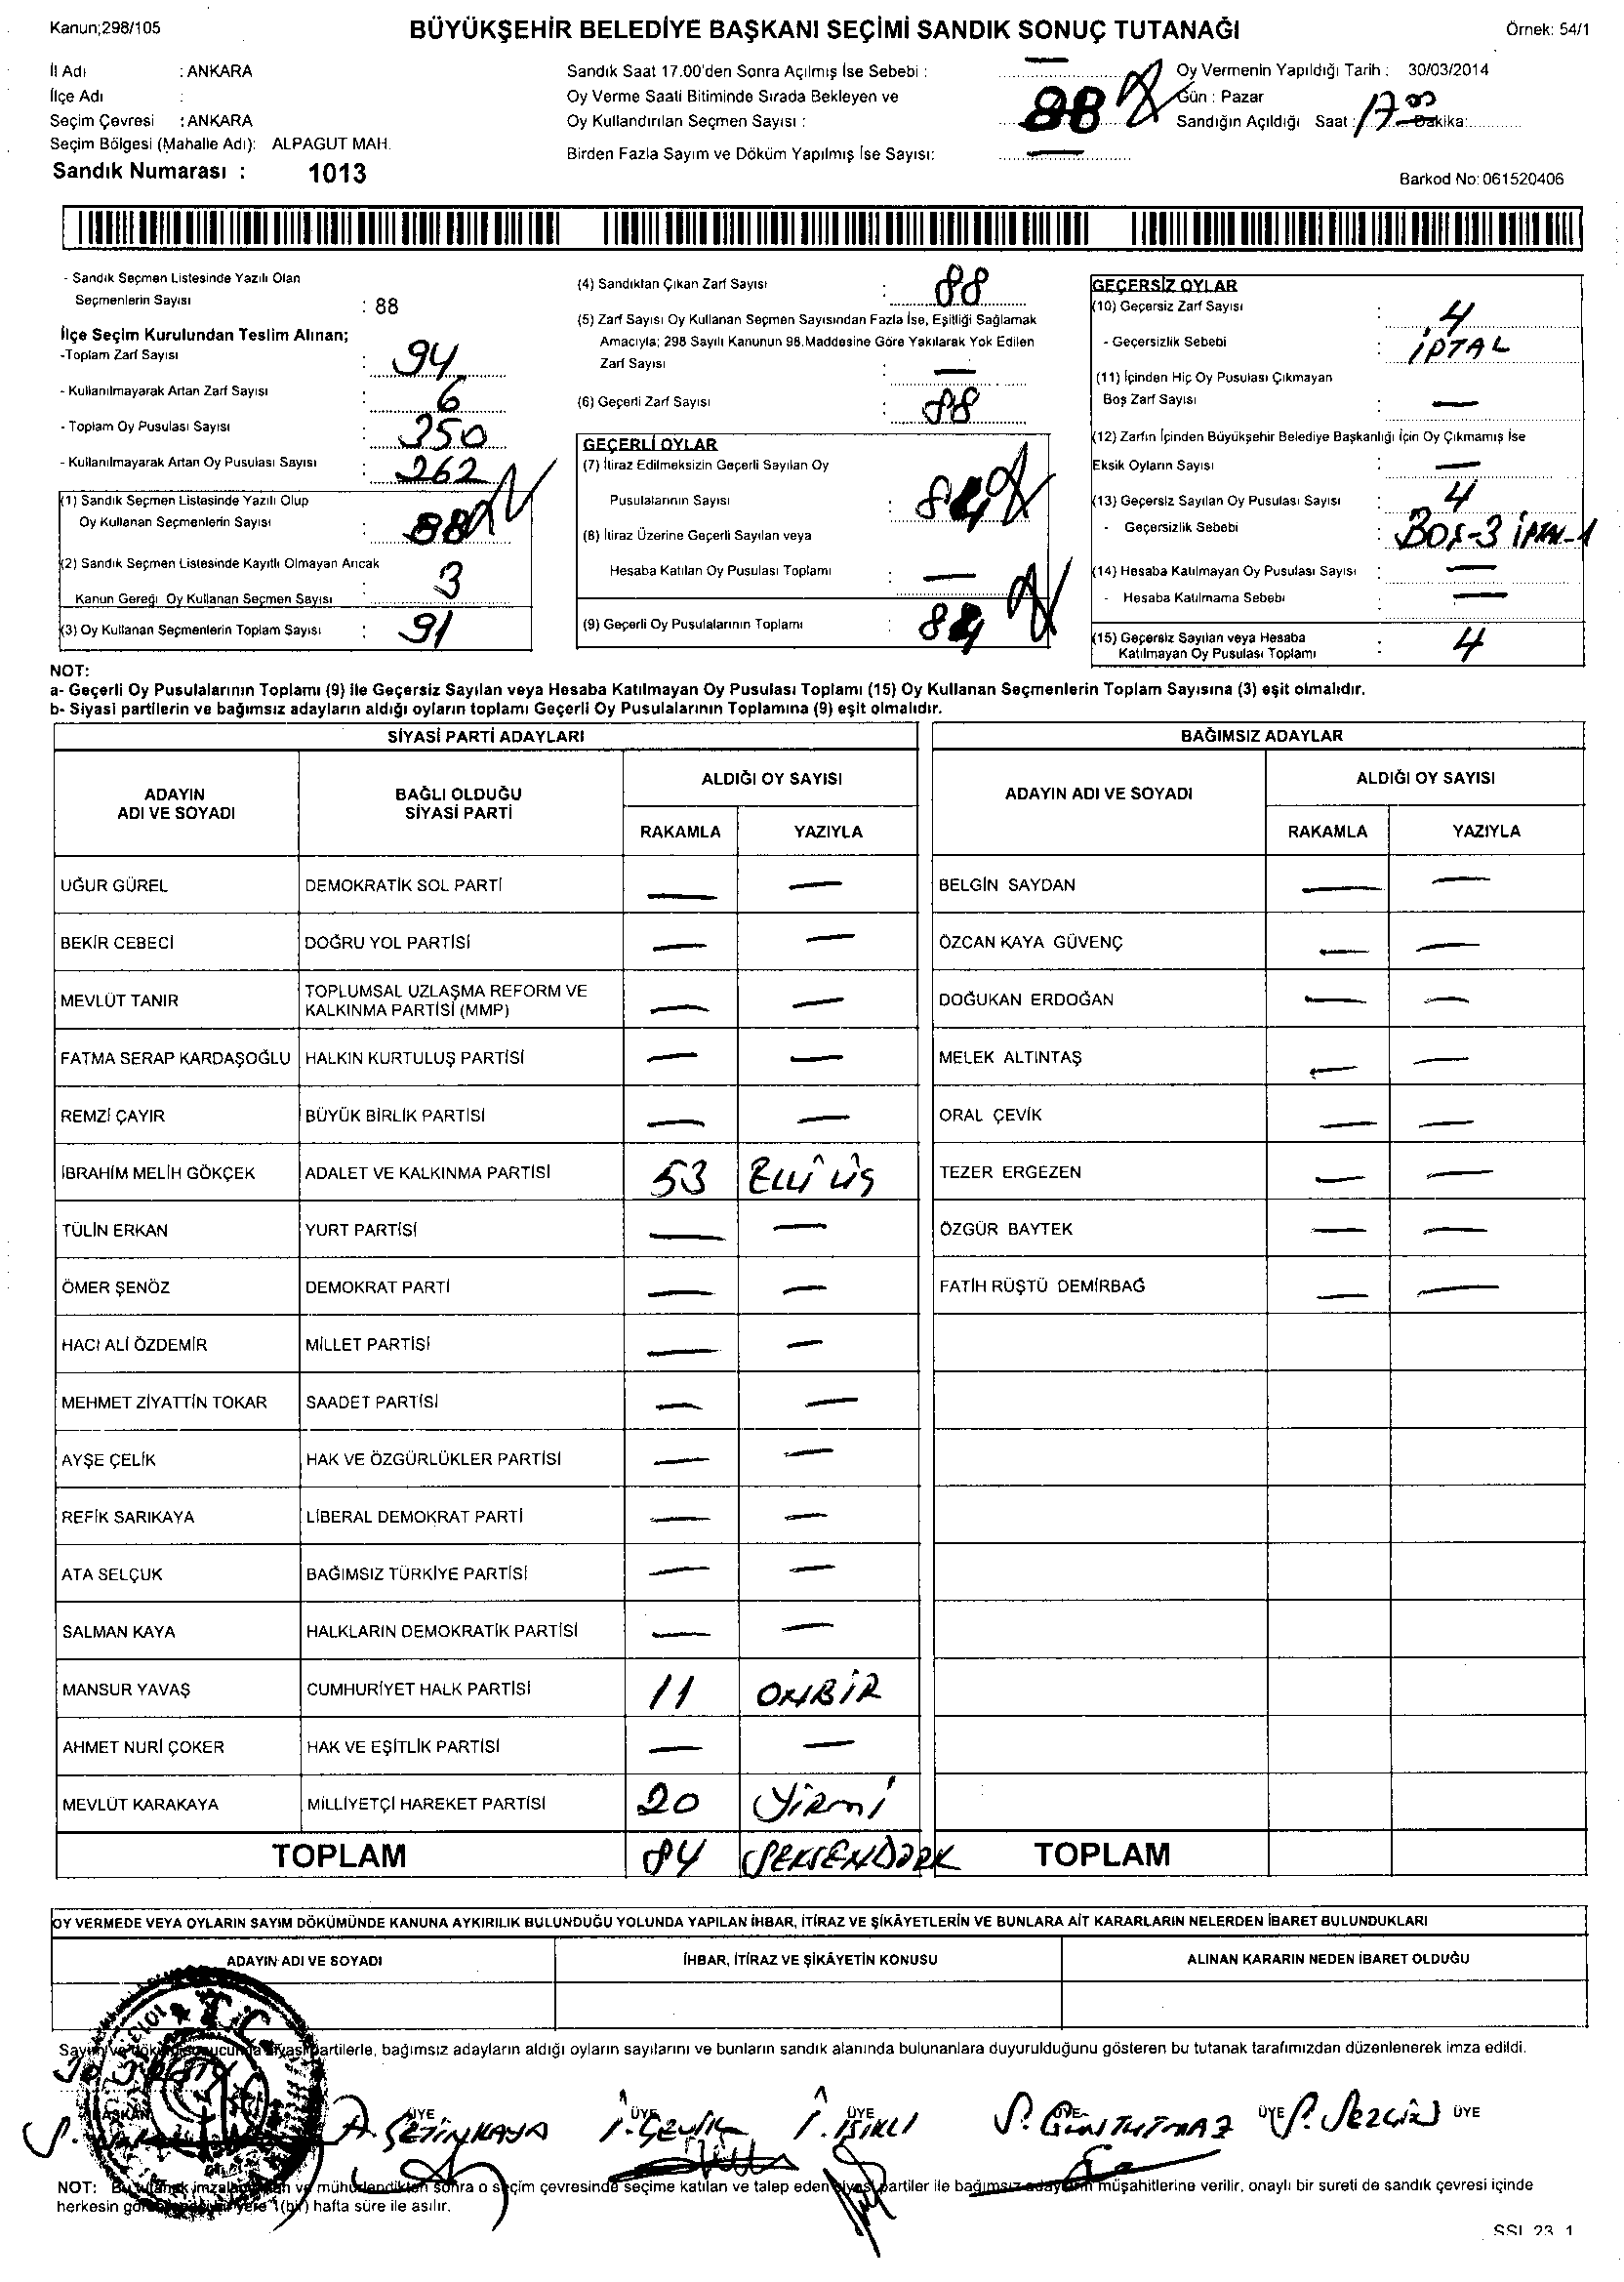 Kanun;298/105
BÜYÜKŞEHİR BELEDİYE BAŞKANI SEÇİMİ SANDIK SONUÇ TUTANAĞI
Örnek: 54/1
İl Adı : ANKARA
İlçe Adı :
Seçim Çevresi : ANKARA
Seçim Bölgesi (Mahalle Adı): ALPAGUT MAH.
Sandık Numarası : 1013
Sandık Saat 17.00'den Sonra Açılmış İse Sebebi : —
Oy Verme Saati Bitiminde Sırada Bekleyen ve
Oy Kullandırılan Seçmen Sayısı : 88
Birden Fazla Sayım ve Döküm Yapılmış İse Sayısı: —
Oy Vermenin Yapıldığı Tarih : 30/03/2014
Gün : Pazar
Sandığın Açıldığı Saat : 17 00 Dakika:
Barkod No: 061520406
- Sandık Seçmen Listesinde Yazılı Olan
Seçmenlerin Sayısı : 88
İlçe Seçim Kurulundan Teslim Alınan;
-Toplam Zarf Sayısı : 94
- Kullanılmayarak Artan Zarf Sayısı : 6
- Toplam Oy Pusulası Sayısı : 350
- Kullanılmayarak Artan Oy Pusulası Sayısı : 262
(1) Sandık Seçmen Listesinde Yazılı Olup
Oy Kullanan Seçmenlerin Sayısı : 88
(2) Sandık Seçmen Listesinde Kayıtlı Olmayan Ancak
Kanun Gereği Oy Kullanan Seçmen Sayısı : 3
(3) Oy Kullanan Seçmenlerin Toplam Sayısı : 91
(4) Sandıktan Çıkan Zarf Sayısı : 88
(5) Zarf Sayısı Oy Kullanan Seçmen Sayısından Fazla İse, Eşitliği Sağlamak
Amacıyla; 298 Sayılı Kanunun 98.Maddesine Göre Yakılarak Yok Edilen
Zarf Sayısı : —
(6) Geçerli Zarf Sayısı : 88
GEÇERLİ OYLAR
(7) İtiraz Edilmeksizin Geçerli Sayılan Oy
Pusulalarının Sayısı : 84
(8) İtiraz Üzerine Geçerli Sayılan veya
Hesaba Katılan Oy Pusulası Toplamı : —
(9) Geçerli Oy Pusulalarının Toplamı : 84
GEÇERSİZ OYLAR
(10) Geçersiz Zarf Sayısı : 4
- Geçersizlik Sebebi : İPTAL
(11) İçinden Hiç Oy Pusulası Çıkmayan
Boş Zarf Sayısı : —
(12) Zarfın İçinden Büyükşehir Belediye Başkanlığı İçin Oy Çıkmamış İse
Eksik Oyların Sayısı : —
(13) Geçersiz Sayılan Oy Pusulası Sayısı : 4
- Geçersizlik Sebebi : BOŞ-3 İPTAL-1
(14) Hesaba Katılmayan Oy Pusulası Sayısı : —
- Hesaba Katılmama Sebebi : —
(15) Geçersiz Sayılan veya Hesaba
Katılmayan Oy Pusulası Toplamı : 4
NOT:
a- Geçerli Oy Pusulalarının Toplamı (9) ile Geçersiz Sayılan veya Hesaba Katılmayan Oy Pusulası Toplamı (15) Oy Kullanan Seçmenlerin Toplam Sayısına (3) eşit olmalıdır.
b- Siyasi partilerin ve bağımsız adayların aldığı oyların toplamı Geçerli Oy Pusulalarının Toplamına (9) eşit olmalıdır.
SİYASİ PARTİ ADAYLARI
ADAYIN
ADI VE SOYADI
BAĞLI OLDUĞU
SİYASİ PARTİ
ALDIĞI OY SAYISI
RAKAMLA YAZIYLA
UĞUR GÜREL DEMOKRATİK SOL PARTİ — —
BEKİR CEBECİ DOĞRU YOL PARTİSİ — —
MEVLÜT TANIR TOPLUMSAL UZLAŞMA REFORM VE
KALKINMA PARTİSİ (MMP) — —
FATMA SERAP KARDAŞOĞLU HALKIN KURTULUŞ PARTİSİ — —
REMZİ ÇAYIR BÜYÜK BİRLİK PARTİSİ — —
İBRAHİM MELİH GÖKÇEK ADALET VE KALKINMA PARTİSİ 53 Elli üç
TÜLİN ERKAN YURT PARTİSİ — —
ÖMER ŞENÖZ DEMOKRAT PARTİ — —
HACI ALİ ÖZDEMİR MİLLET PARTİSİ — —
MEHMET ZİYATTİN TOKAR SAADET PARTİSİ — —
AYŞE ÇELİK HAK VE ÖZGÜRLÜKLER PARTİSİ — —
REFİK SARIKAYA LİBERAL DEMOKRAT PARTİ — —
ATA SELÇUK BAĞIMSIZ TÜRKİYE PARTİSİ — —
SALMAN KAYA HALKLARIN DEMOKRATİK PARTİSİ — —
MANSUR YAVAŞ CUMHURİYET HALK PARTİSİ 11 ONBİR
AHMET NURİ ÇOKER HAK VE EŞİTLİK PARTİSİ — —
MEVLÜT KARAKAYA MİLLİYETÇİ HAREKET PARTİSİ 20 Yirmi
TOPLAM 84
BAĞIMSIZ ADAYLAR
ADAYIN ADI VE SOYADI
ALDIĞI OY SAYISI
RAKAMLA YAZIYLA
BELGİN SAYDAN — —
ÖZCAN KAYA GÜVENÇ — —
DOĞUKAN ERDOĞAN — —
MELEK ALTINTAŞ — —
ORAL ÇEVİK — —
TEZER ERGEZEN — —
ÖZGÜR BAYTEK — —
FATİH RÜŞTÜ DEMİRBAĞ — —
TOPLAM
OY VERMEDE VEYA OYLARIN SAYIM DÖKÜMÜNDE KANUNA AYKIRILIK BULUNDUĞU YOLUNDA YAPILAN İHBAR, İTİRAZ VE ŞİKÂYETLERİN VE BUNLARA AİT KARARLARIN NELERDEN İBARET BULUNDUKLARI
ADAYIN ADI VE SOYADI
İHBAR, İTİRAZ VE ŞİKÂYETİN KONUSU
ALINAN KARARIN NEDEN İBARET OLDUĞU
partilerle, bağımsız adayların aldığı oyların sayılarını ve bunların sandık alanında bulunanlara duyurulduğunu gösteren bu tutanak tarafımızdan düzenlenerek imza edildi.
BAŞKAN ÜYE ÜYE ÜYE ÜYE ÜYE ÜYE
A. ÇETİNKAYA İ. ÇEVİK İ. IŞIKLI S. GÜNTUTMAZ S. SEZGİN
NOT: ve mühürlendikten sonra o seçim çevresinde seçime katılan ve talep eden siyasi partiler ile bağımsız adayların müşahitlerine verilir, onaylı bir sureti de sandık çevresi içinde
herkesin yere 1(bir) hafta süre ile asılır.